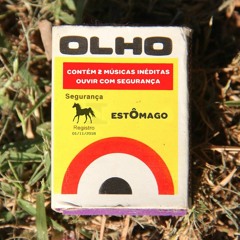 OLHO
CONTÉM 2 MÚSICAS INÉDITAS
OUVIR COM SEGURANÇA
Segurança
ESTÔMAGO
Registro